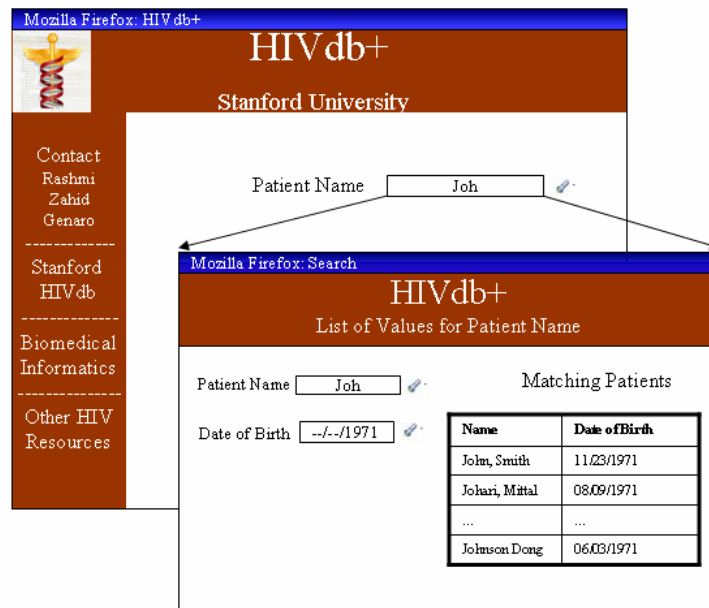 Mozilla Firefox: HIVdb+
HIVdb+
Stanford University
Contact
Rashmi
Zahid
Genaro
-------------
Stanford
HIVdb
--------------
Biomedical
Informatics
---------------
Other HIV
Resources
Patient Name Joh
Mozilla Firefox: Search
HIVdb+
List of Values for Patient Name
Patient Name Joh
Date of Birth --/--/1971
Matching Patients
Name Date of Birth
John, Smith 11/23/1971
Johari, Mittal 08/09/1971
... ...
Johnson Dong 06/03/1971